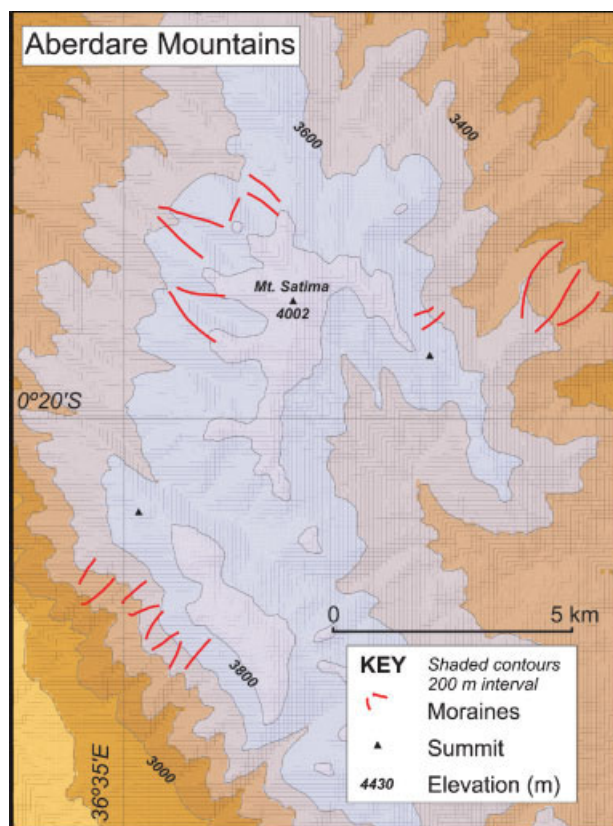 Aberdare Mountains
3600
3400
Mt. Satima
4002
0°20'S
0
5 km
KEY
Shaded contours
200 m interval
Moraines
Summit
4430
Elevation (m)
3800
3000
36°35'E